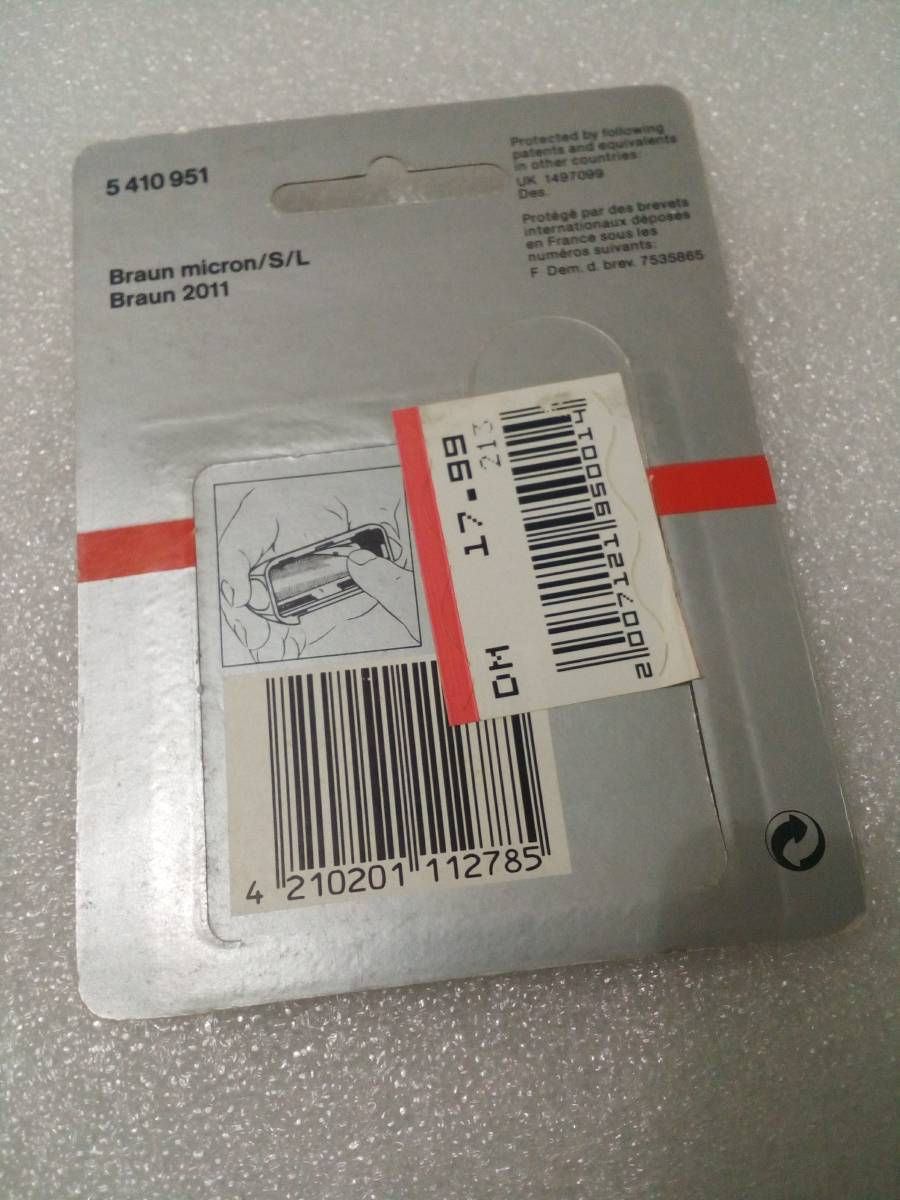 5 410 951
Protected by following
patents and equivalents
in other countries:
UK 1497099
Des.
Protégé par des brevets
internationaux déposés
en France sous les
numéros suivants:
F Dem. d. brev. 7535865
Braun micron/S/L
Braun 2011
DM 17.99
213
4100591217002
4 210201 112785